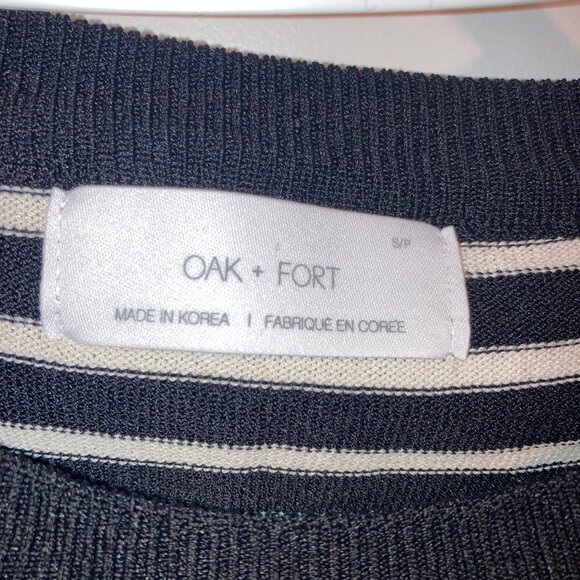 S/P
OAK + FORT
MADE IN KOREA | FABRIQUÉ EN CORÉE